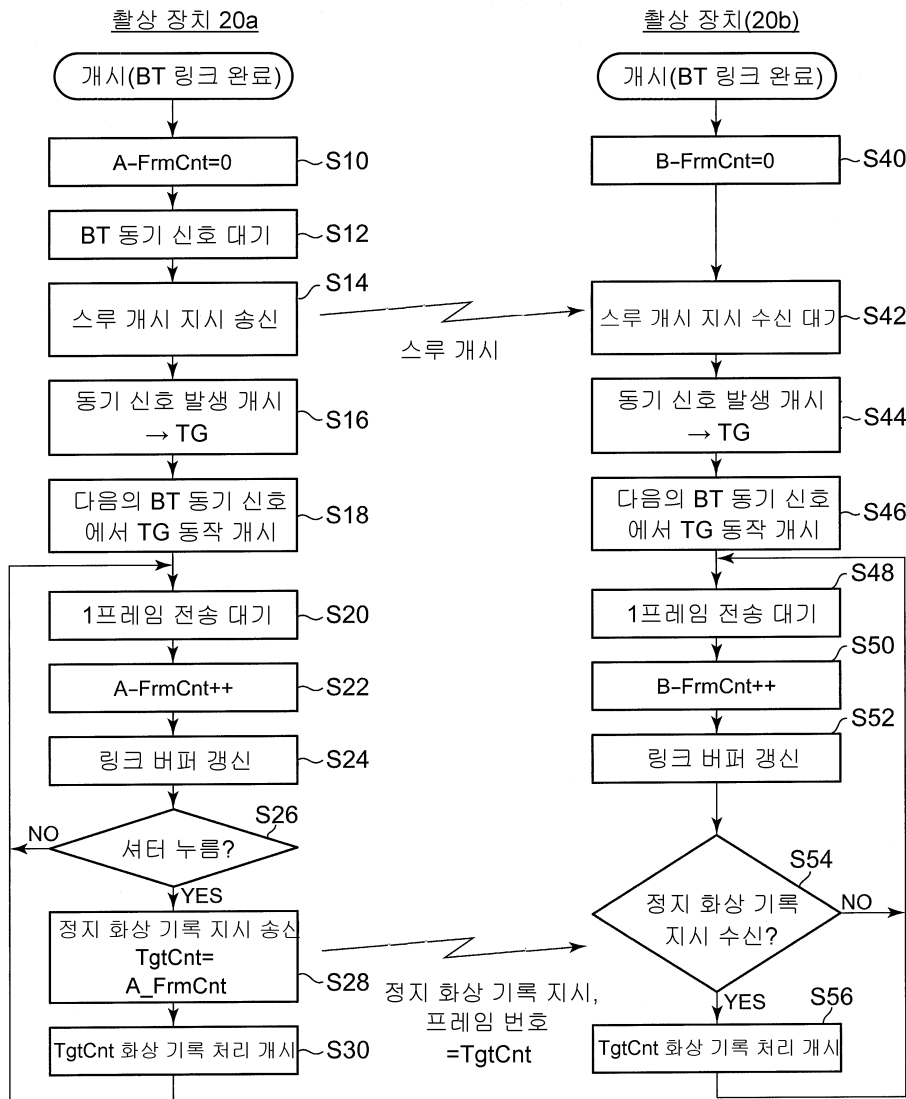 촬상 장치 20a
개시(BT 링크 완료)
A-FrmCnt=0
S10
BT 동기 신호 대기
S12
S14
스루 개시 지시 송신
스루 개시
동기 신호 발생 개시
→ TG
S16
다음의 BT 동기 신호
에서 TG 동작 개시
S18
1프레임 전송 대기
S20
A-FrmCnt++
S22
링크 버퍼 갱신
S24
S26
셔터 누름?
NO
YES
정지 화상 기록 지시 송신
TgtCnt=
A_FrmCnt
S28
정지 화상 기록 지시,
프레임 번호
=TgtCnt
TgtCnt 화상 기록 처리 개시
S30
촬상 장치(20b)
개시(BT 링크 완료)
B-FrmCnt=0
S40
스루 개시 지시 수신 대기
S42
동기 신호 발생 개시
→ TG
S44
다음의 BT 동기 신호
에서 TG 동작 개시
S46
S48
1프레임 전송 대기
S50
B-FrmCnt++
S52
링크 버퍼 갱신
S54
정지 화상 기록
지시 수신?
NO
YES
S56
TgtCnt 화상 기록 처리 개시